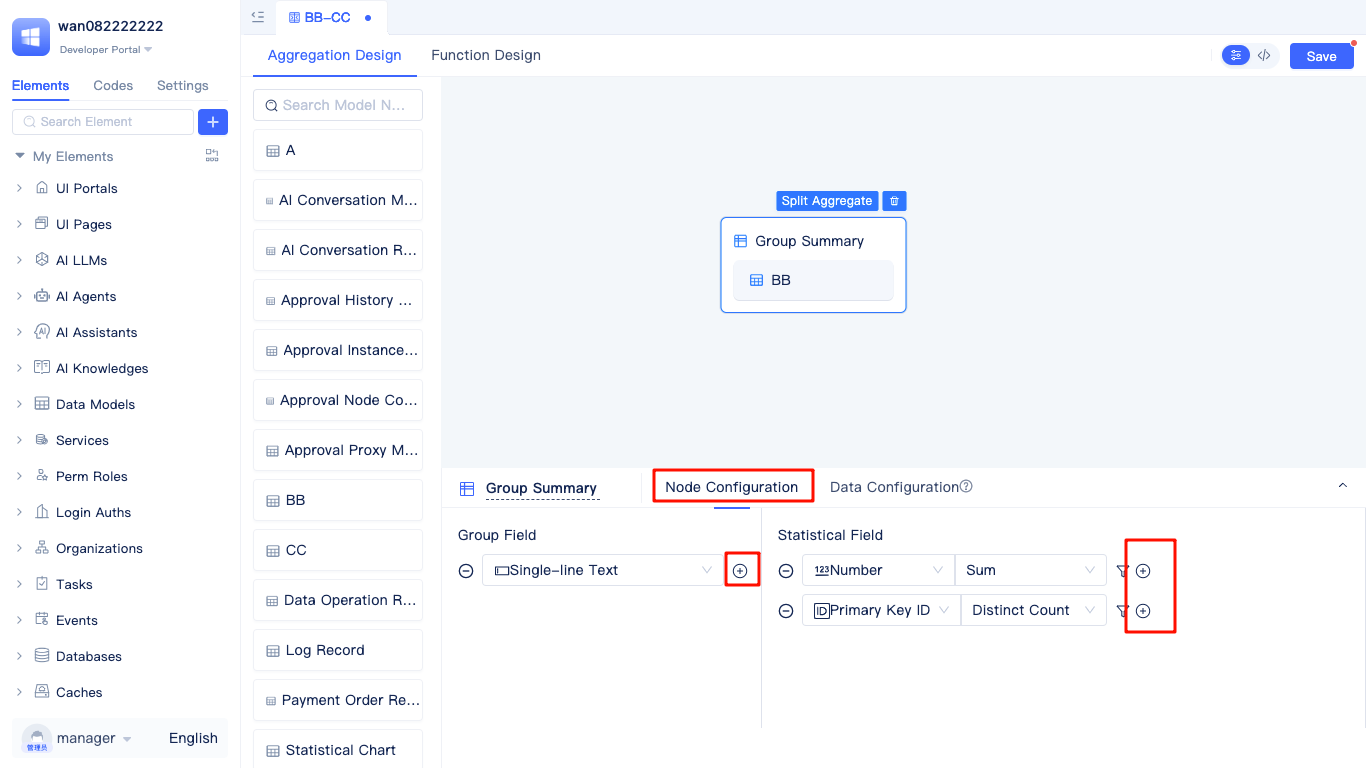 wan082222222
Developer Portal
Elements Codes Settings
Search Element
My Elements
UI Portals
UI Pages
AI LLMs
AI Agents
AI Assistants
AI Knowledges
Data Models
Services
Perm Roles
Login Auths
Organizations
Tasks
Events
Databases
Caches
管理员
manager English
BB-CC
Aggregation Design Function Design
Save
Search Model N...
A
AI Conversation M...
AI Conversation R...
Approval History ...
Approval Instance...
Approval Node Co...
Approval Proxy M...
BB
CC
Data Operation R...
Log Record
Payment Order Re...
Statistical Chart
Split Aggregate
Group Summary
BB
Group Summary Node Configuration Data Configuration
Group Field
Single-line Text
Statistical Field
123 Number Sum
ID Primary Key ID Distinct Count